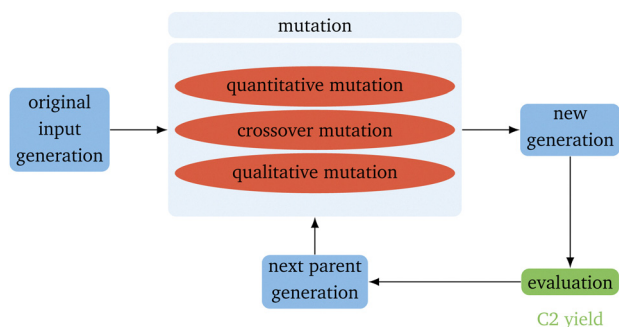 mutation
quantitative mutation
crossover mutation
qualitative mutation
original
input
generation
new
generation
next parent
generation
evaluation
C2 yield